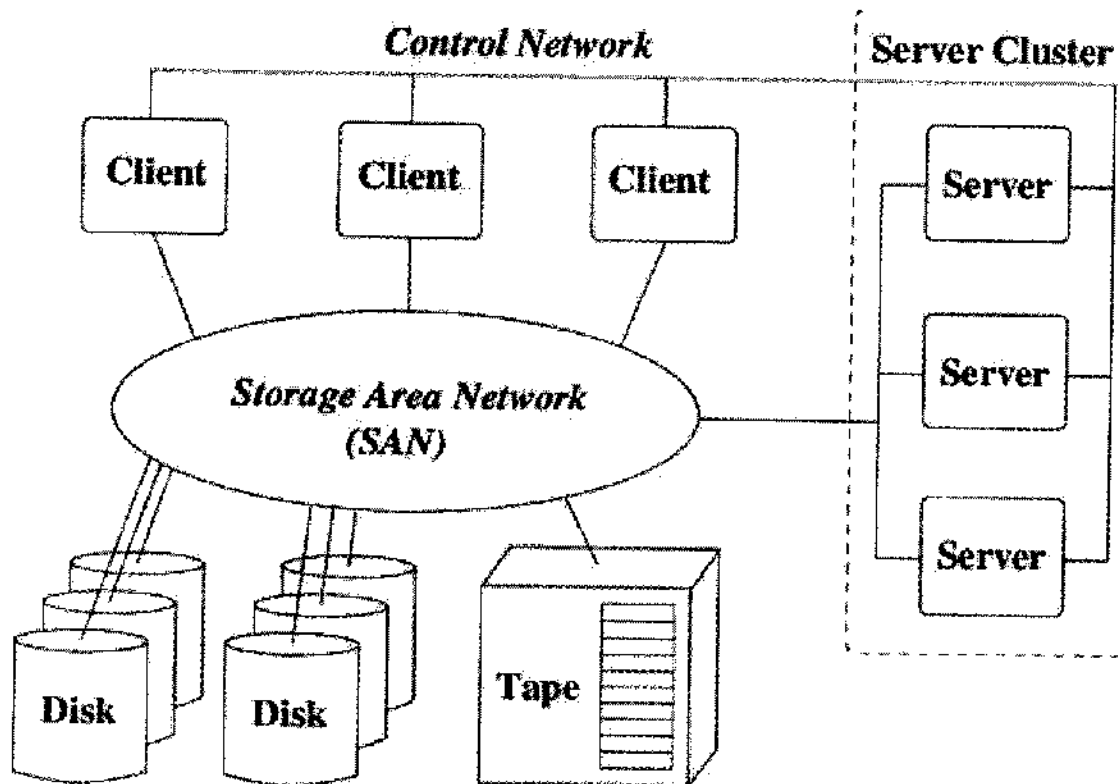 Control Network
Server Cluster
Client
Client
Client
Server
Storage Area Network
(SAN)
Server
Server
Disk
Disk
Tape